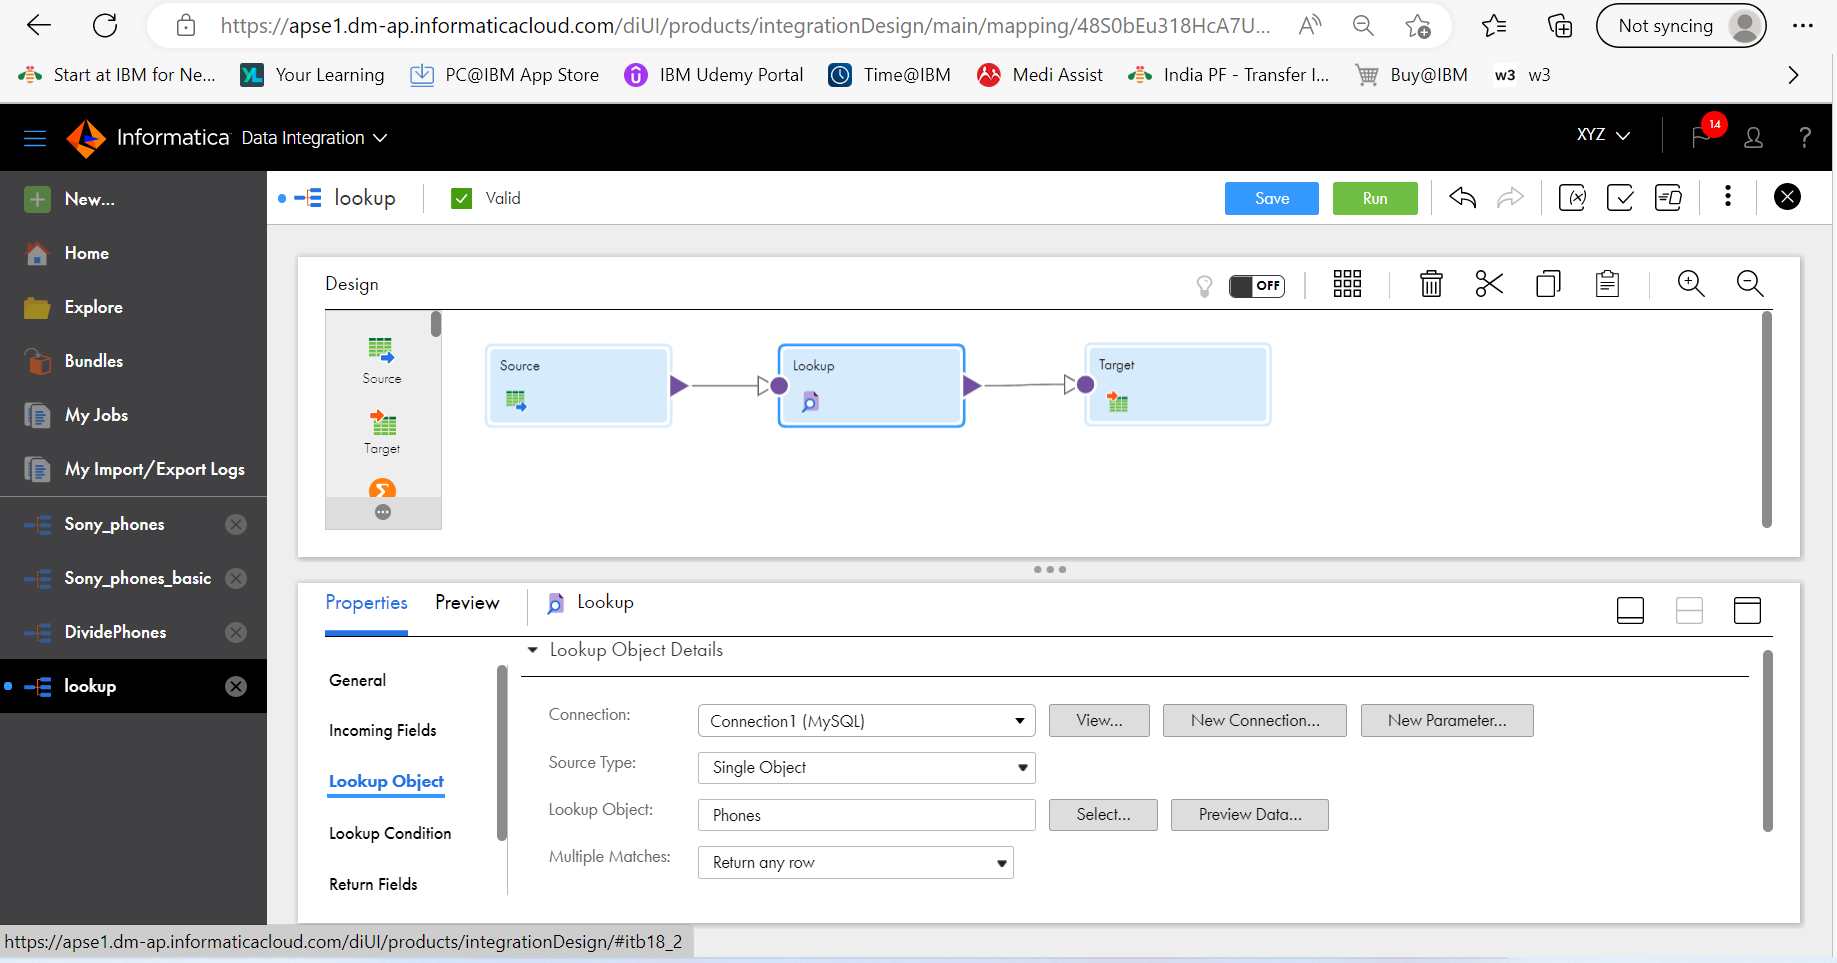 https://apse1.dm-ap.informaticacloud.com/diUI/products/integrationDesign/main/mapping/48S0bEu318HcA7U...
Not syncing
Start at IBM for Ne...
Your Learning
PC@IBM App Store
IBM Udemy Portal
Time@IBM
Medi Assist
India PF - Transfer I...
Buy@IBM
w3 w3
Informatica Data Integration
XYZ
14
?
New...
Home
Explore
Bundles
My Jobs
My Import/Export Logs
Sony_phones
Sony_phones_basic
DividePhones
lookup
lookup
Valid
Save
Run
Design
OFF
Source
Target
Source
Lookup
Target
Properties
Preview
Lookup
General
Incoming Fields
Lookup Object
Lookup Condition
Return Fields
Lookup Object Details
Connection: Connection1 (MySQL) View... New Connection... New Parameter...
Source Type: Single Object
Lookup Object: Phones Select... Preview Data...
Multiple Matches: Return any row
https://apse1.dm-ap.informaticacloud.com/diUI/products/integrationDesign/#itb18_2